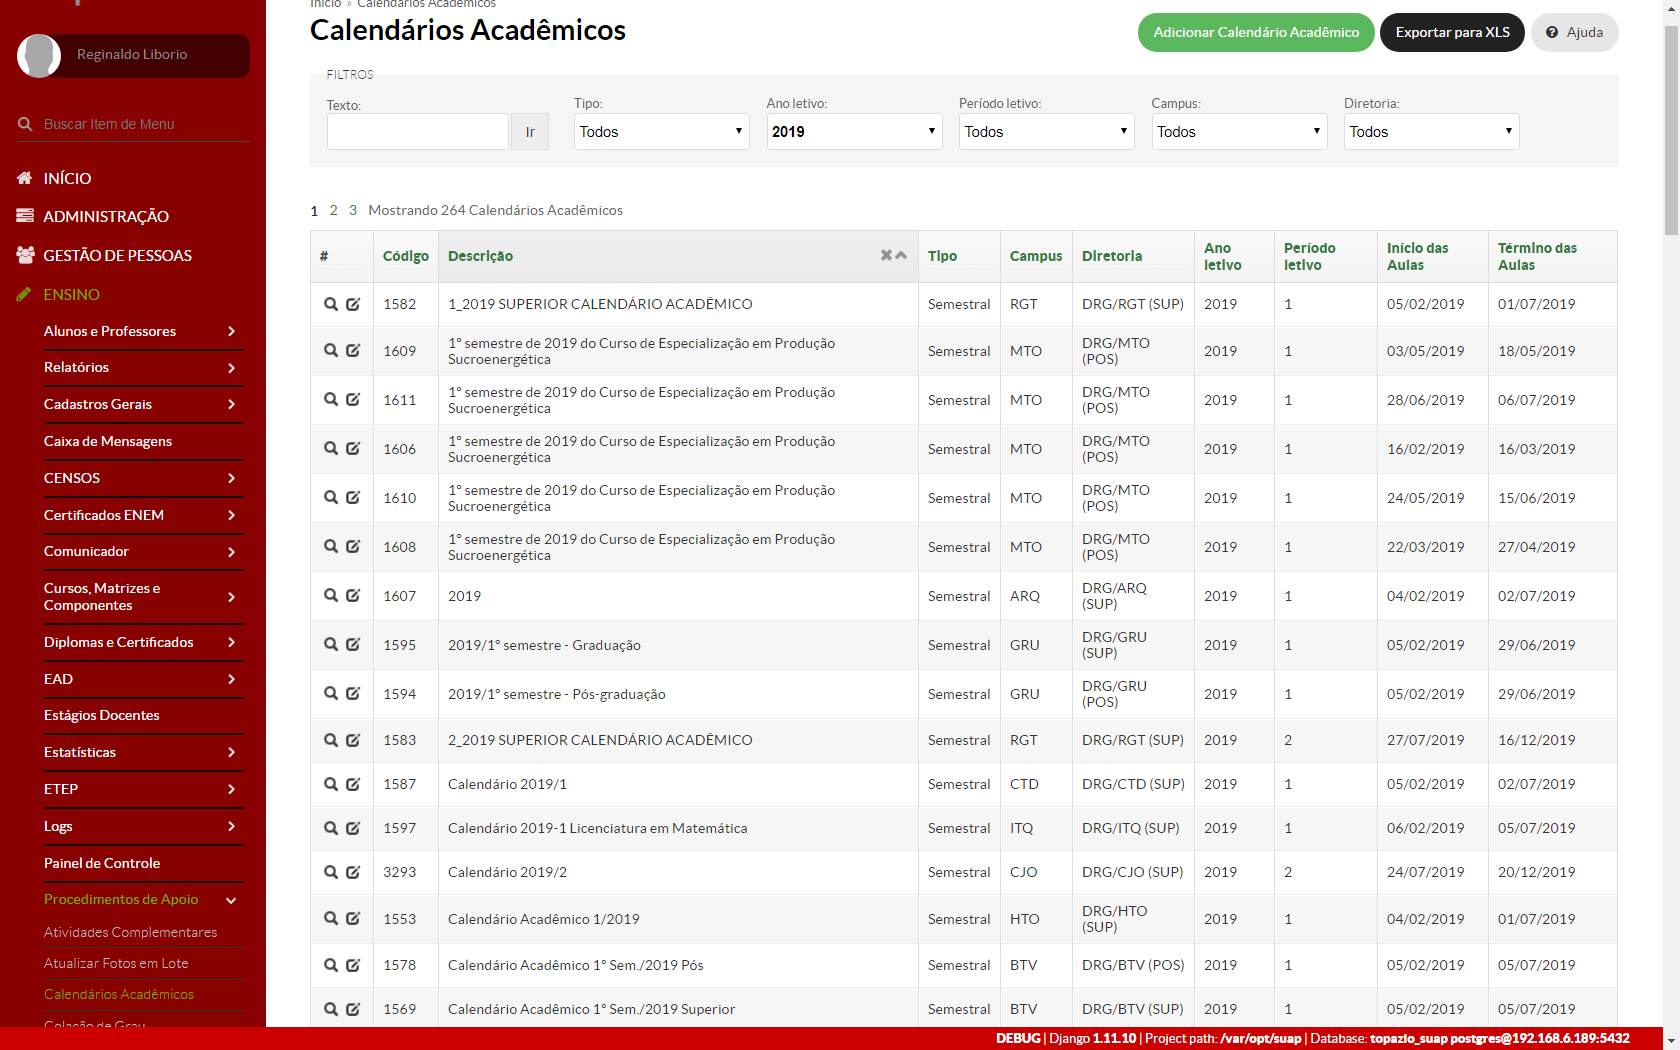 Início » Calendários Acadêmicos
Calendários Acadêmicos
Adicionar Calendário Acadêmico
Exportar para XLS
Ajuda
Reginaldo Liborio
Buscar Item de Menu
INÍCIO
ADMINISTRAÇÃO
GESTÃO DE PESSOAS
ENSINO
Alunos e Professores
Relatórios
Cadastros Gerais
Caixa de Mensagens
CENSOS
Certificados ENEM
Comunicador
Cursos, Matrizes e
Componentes
Diplomas e Certificados
EAD
Estágios Docentes
Estatísticas
ETEP
Logs
Painel de Controle
Procedimentos de Apoio
Atividades Complementares
Atualizar Fotos em Lote
Calendários Acadêmicos
Colação de Grau
FILTROS
Texto: Tipo: Ano letivo: Período letivo: Campus: Diretoria:
Ir Todos 2019 Todos Todos Todos
1 2 3 Mostrando 264 Calendários Acadêmicos
# Código Descrição Tipo Campus Diretoria Ano letivo Período letivo Início das Aulas Término das Aulas
1582 1_2019 SUPERIOR CALENDÁRIO ACADÊMICO Semestral RGT DRG/RGT (SUP) 2019 1 05/02/2019 01/07/2019
1609 1º semestre de 2019 do Curso de Especialização em Produção Sucroenergética Semestral MTO DRG/MTO (POS) 2019 1 03/05/2019 18/05/2019
1611 1º semestre de 2019 do Curso de Especialização em Produção Sucroenergética Semestral MTO DRG/MTO (POS) 2019 1 28/06/2019 06/07/2019
1606 1º semestre de 2019 do Curso de Especialização em Produção Sucroenergética Semestral MTO DRG/MTO (POS) 2019 1 16/02/2019 16/03/2019
1610 1º semestre de 2019 do Curso de Especialização em Produção Sucroenergética Semestral MTO DRG/MTO (POS) 2019 1 24/05/2019 15/06/2019
1608 1º semestre de 2019 do Curso de Especialização em Produção Sucroenergética Semestral MTO DRG/MTO (POS) 2019 1 22/03/2019 27/04/2019
1607 2019 Semestral ARQ DRG/ARQ (SUP) 2019 1 04/02/2019 02/07/2019
1595 2019/1º semestre - Graduação Semestral GRU DRG/GRU (SUP) 2019 1 05/02/2019 29/06/2019
1594 2019/1º semestre - Pós-graduação Semestral GRU DRG/GRU (POS) 2019 1 05/02/2019 29/06/2019
1583 2_2019 SUPERIOR CALENDÁRIO ACADÊMICO Semestral RGT DRG/RGT (SUP) 2019 2 27/07/2019 16/12/2019
1587 Calendário 2019/1 Semestral CTD DRG/CTD (SUP) 2019 1 05/02/2019 02/07/2019
1597 Calendário 2019-1 Licenciatura em Matemática Semestral ITQ DRG/ITQ (SUP) 2019 1 06/02/2019 05/07/2019
3293 Calendário 2019/2 Semestral CJO DRG/CJO (SUP) 2019 2 24/07/2019 20/12/2019
1553 Calendário Acadêmico 1/2019 Semestral HTO DRG/HTO (SUP) 2019 1 04/02/2019 01/07/2019
1578 Calendário Acadêmico 1º Sem./2019 Pós Semestral BTV DRG/BTV (POS) 2019 1 05/02/2019 05/07/2019
1569 Calendário Acadêmico 1º Sem./2019 Superior Semestral BTV DRG/BTV (SUP) 2019 1 05/02/2019 05/07/2019
DEBUG | Django 1.11.10 | Project path: /var/opt/suap | Database: topazio_suap postgres@192.168.6.189:5432